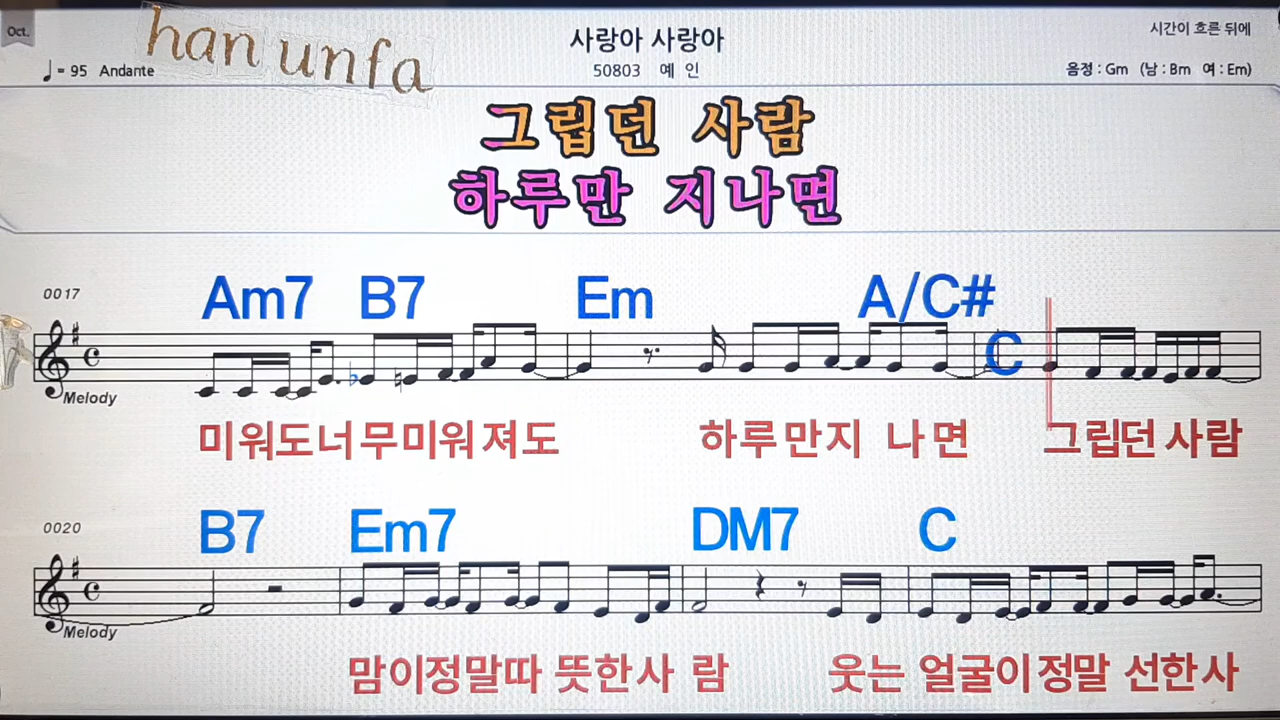 Oct.
han unfa
사랑아 사랑아
시간이 흐른 뒤에
♩= 95 Andante
50803 예 인
음정 : Gm (남 : Bm 여 : Em)
그립던 사람
하루만 지나면
0017
Am7 B7 Em A/C# C
Melody
미워도너무미워져도 하루만지 나면 그립던 사람
0020
B7 Em7 DM7 C
Melody
맘이정말따 뜻한사 람 웃는 얼굴이정말 선한사